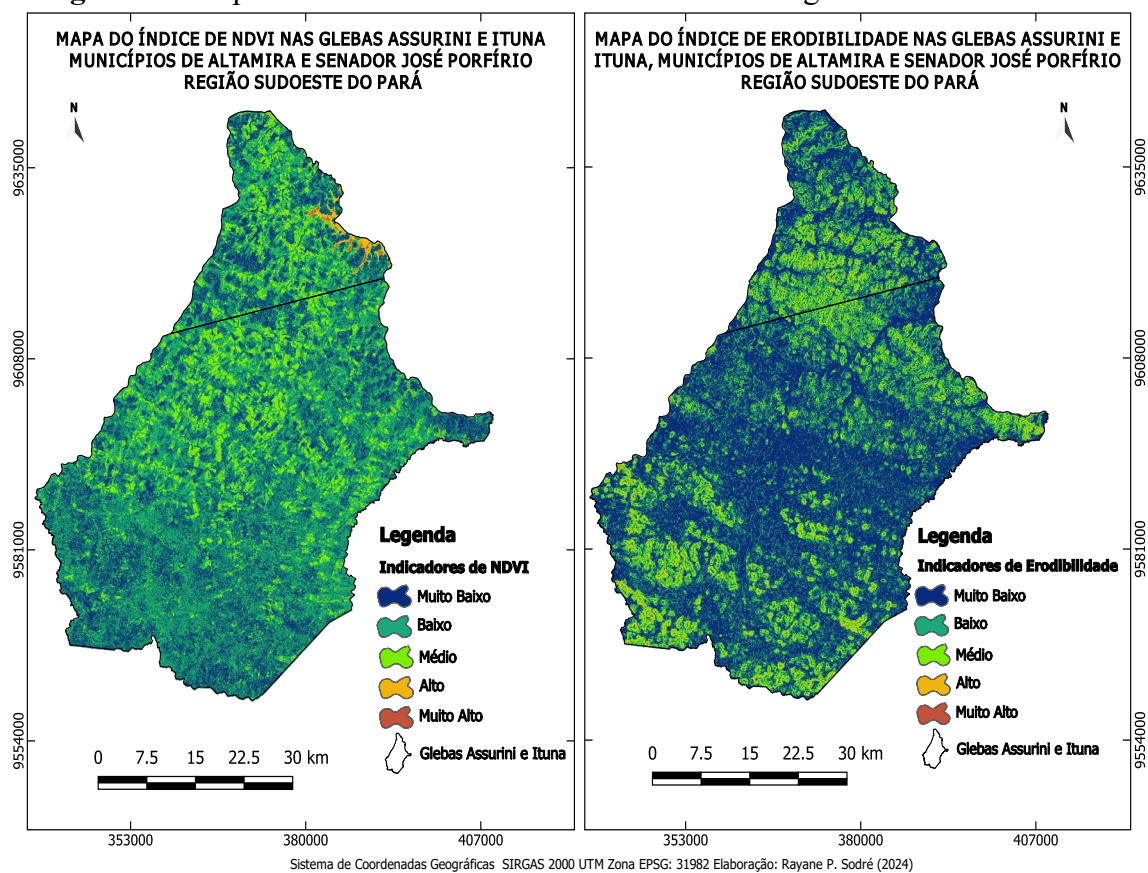 MAPA DO ÍNDICE DE NDVI NAS GLEBAS ASSURINI E ITUNA
MUNICÍPIOS DE ALTAMIRA E SENADOR JOSÉ PORFÍRIO
REGIÃO SUDOESTE DO PARÁ
N
9635000
9608000
9581000
9554000
Legenda
Indicadores de NDVI
Muito Baixo
Baixo
Médio
Alto
Muito Alto
Glebas Assurini e Ituna
0 7.5 15 22.5 30 km
353000 380000 407000
MAPA DO ÍNDICE DE ERODIBILIDADE NAS GLEBAS ASSURINI E
ITUNA, MUNICÍPIOS DE ALTAMIRA E SENADOR JOSÉ PORFÍRIO
REGIÃO SUDOESTE DO PARÁ
N
9635000
9608000
9581000
9554000
Legenda
Indicadores de Erodibilidade
Muito Baixo
Baixo
Médio
Alto
Muito Alto
Glebas Assurini e Ituna
0 7.5 15 22.5 30 km
353000 380000 407000
Sistema de Coordenadas Geográficas SIRGAS 2000 UTM Zona EPSG: 31982 Elaboração: Rayane P. Sodré (2024)